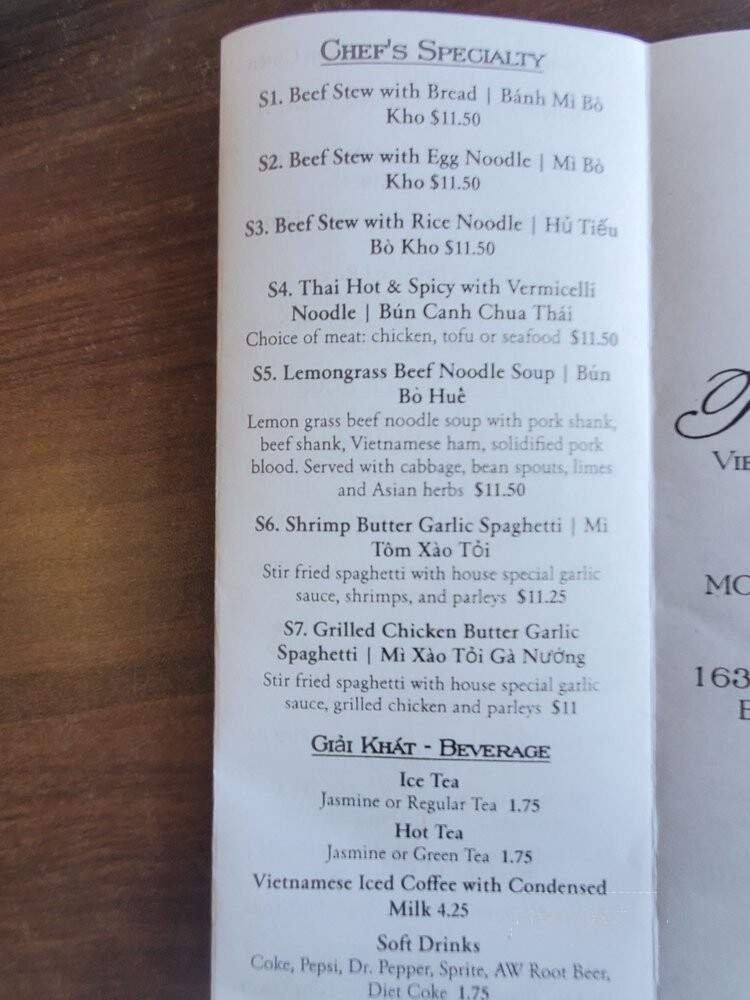 CHEF'S SPECIALTY
S1. Beef Stew with Bread | Bánh Mì Bò
Kho $11.50
S2. Beef Stew with Egg Noodle | Mì Bò
Kho $11.50
S3. Beef Stew with Rice Noodle | Hủ Tiếu
Bò Kho $11.50
S4. Thai Hot & Spicy with Vermicelli
Noodle | Bún Canh Chua Thái
Choice of meat: chicken, tofu or seafood $11.50
S5. Lemongrass Beef Noodle Soup | Bún
Bò Huế
Lemon grass beef noodle soup with pork shank,
beef shank, Vietnamese ham, solidified pork
blood. Served with cabbage, bean spouts, limes
and Asian herbs $11.50
S6. Shrimp Butter Garlic Spaghetti | Mì
Tôm Xào Tỏi
Stir fried spaghetti with house special garlic
sauce, shrimps, and parleys $11.25
S7. Grilled Chicken Butter Garlic
Spaghetti | Mì Xào Tỏi Gà Nướng
Stir fried spaghetti with house special garlic
sauce, grilled chicken and parleys $11
GIẢI KHÁT - BEVERAGE
Ice Tea
Jasmine or Regular Tea 1.75
Hot Tea
Jasmine or Green Tea 1.75
Vietnamese Iced Coffee with Condensed
Milk 4.25
Soft Drinks
Coke, Pepsi, Dr. Pepper, Sprite, AW Root Beer,
Diet Coke 1.75
VIE
MO
163